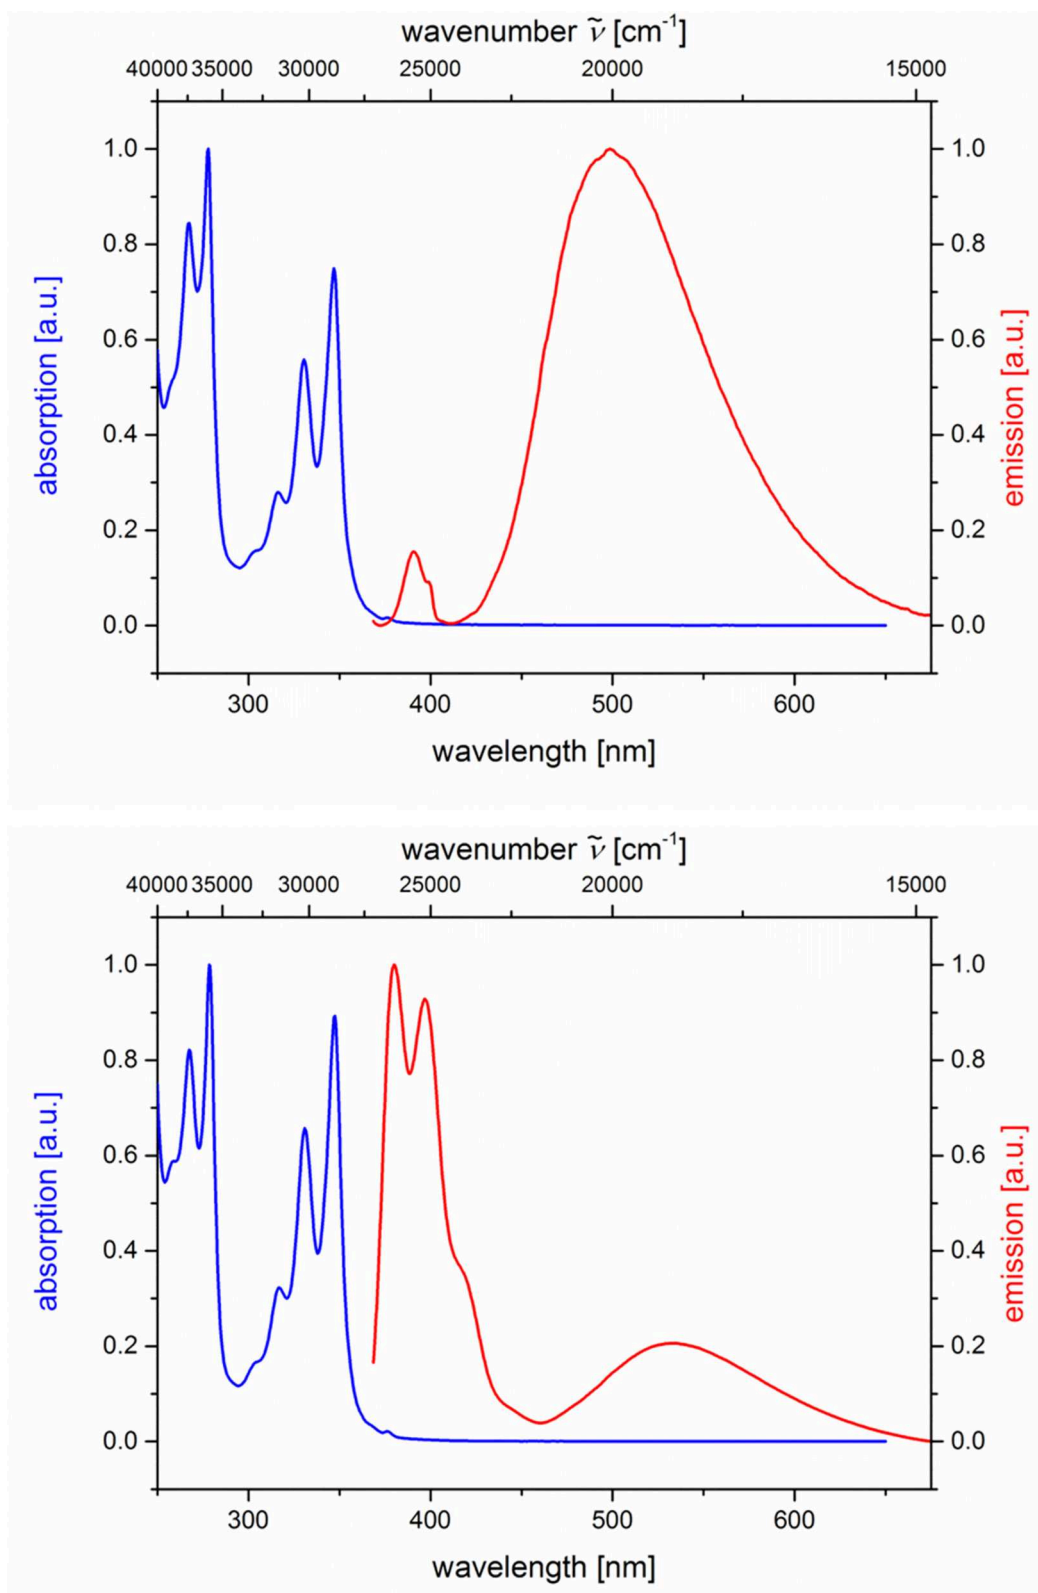 wavenumber ṽ [cm-1]
40000 35000 30000 25000 20000 15000
1.0 1.0
0.8 0.8
0.6 0.6
0.4 0.4
0.2 0.2
0.0 0.0
absorption [a.u.]
emission [a.u.]
300 400 500 600
wavelength [nm]
wavenumber ṽ [cm-1]
40000 35000 30000 25000 20000 15000
1.0 1.0
0.8 0.8
0.6 0.6
0.4 0.4
0.2 0.2
0.0 0.0
absorption [a.u.]
emission [a.u.]
300 400 500 600
wavelength [nm]